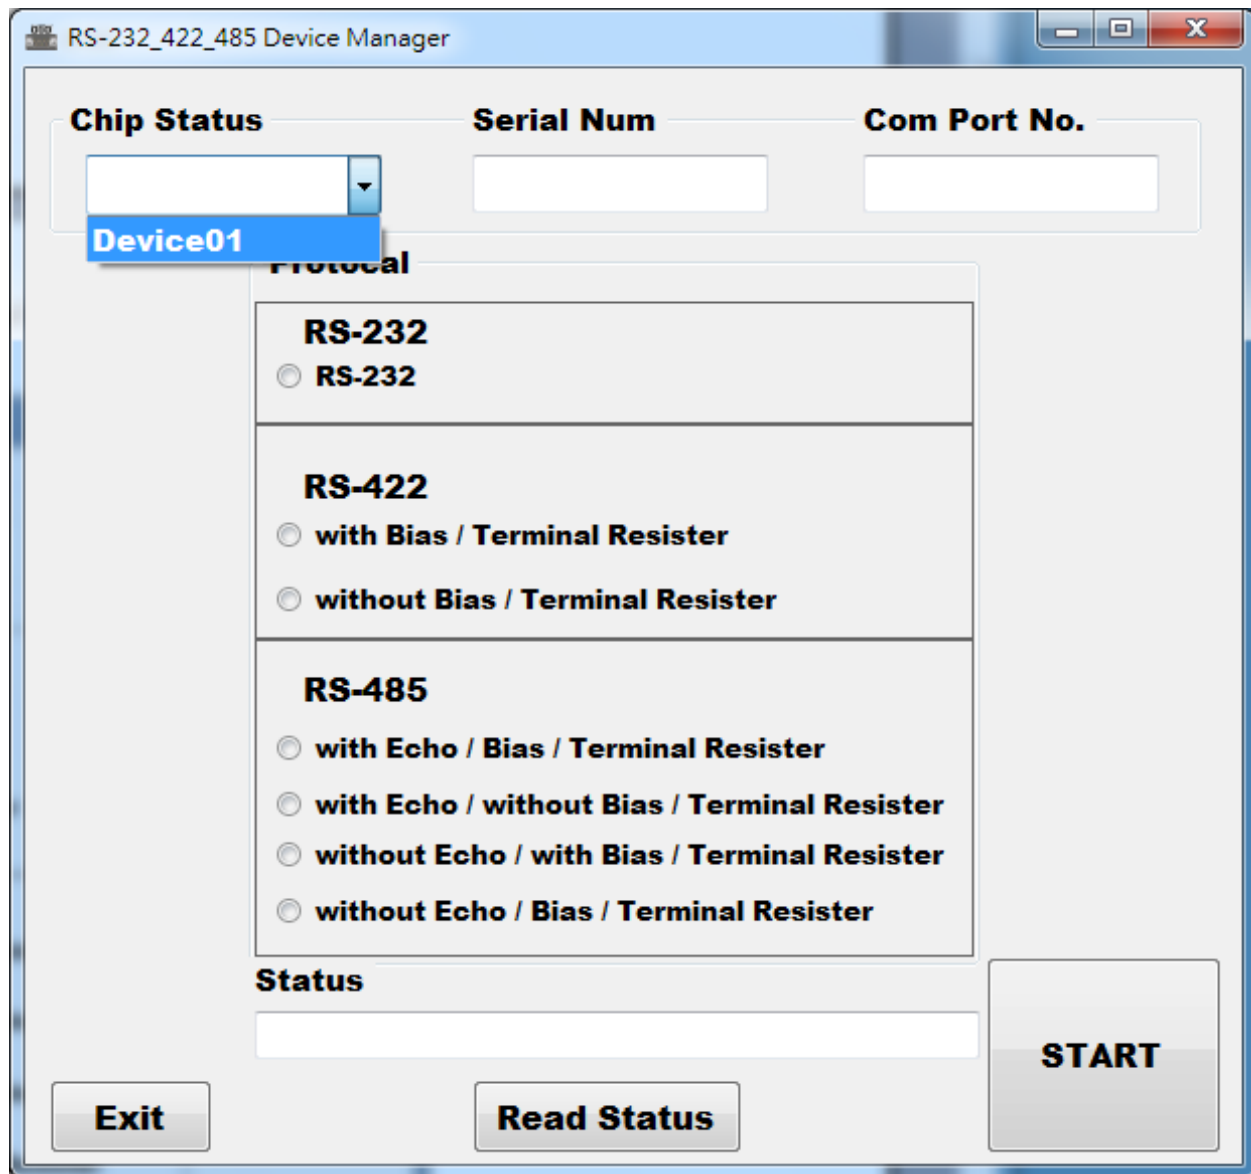 RS-232_422_485 Device Manager
Chip Status Serial Num Com Port No.
Device01
Protocal
RS-232
RS-232
RS-422
with Bias / Terminal Resister
without Bias / Terminal Resister
RS-485
with Echo / Bias / Terminal Resister
with Echo / without Bias / Terminal Resister
without Echo / with Bias / Terminal Resister
without Echo / Bias / Terminal Resister
Status
START
Exit Read Status